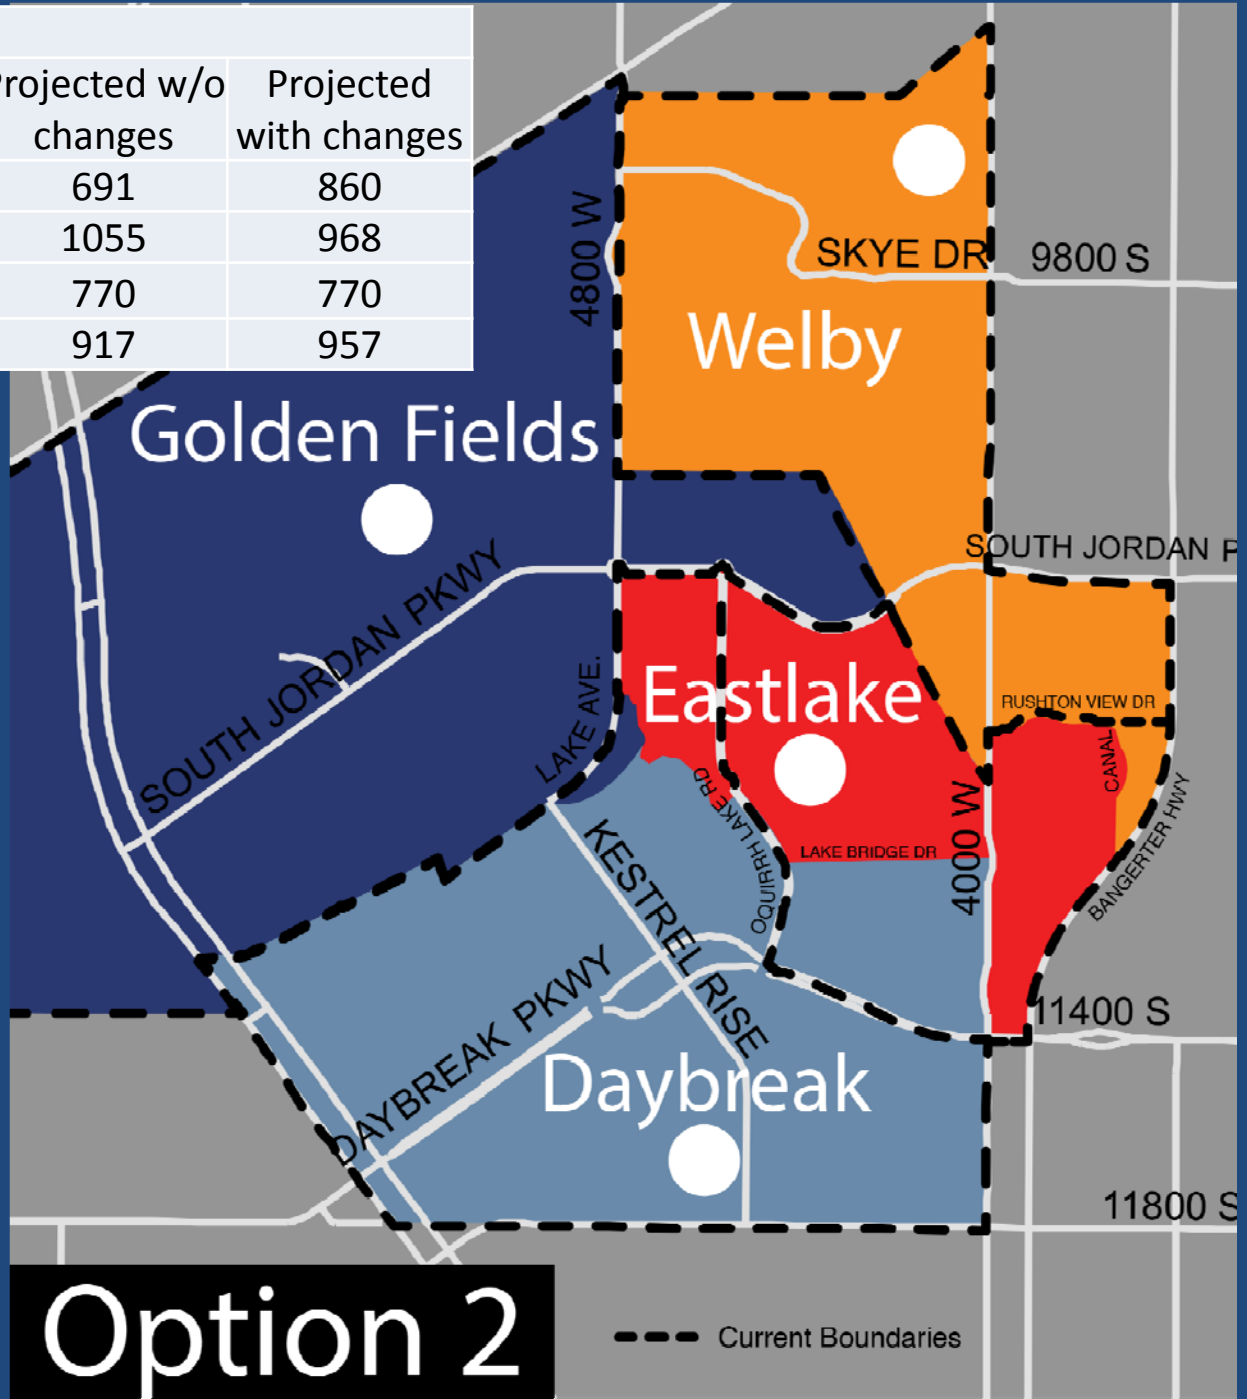 Projected w/o changes
Projected with changes
691 860
1055 968
770 770
917 957
4800 W
SKYE DR
9800 S
Welby
Golden Fields
SOUTH JORDAN P
SOUTH JORDAN PKWY
LAKE AVE.
Eastlake
RUSHTON VIEW DR
CANAL
OQUIRRH LAKE RD
LAKE BRIDGE DR
4000 W
BANGERTER HWY
KESTREL RISE
DAYBREAK PKWY
11400 S
Daybreak
11800 S
Option 2
Current Boundaries